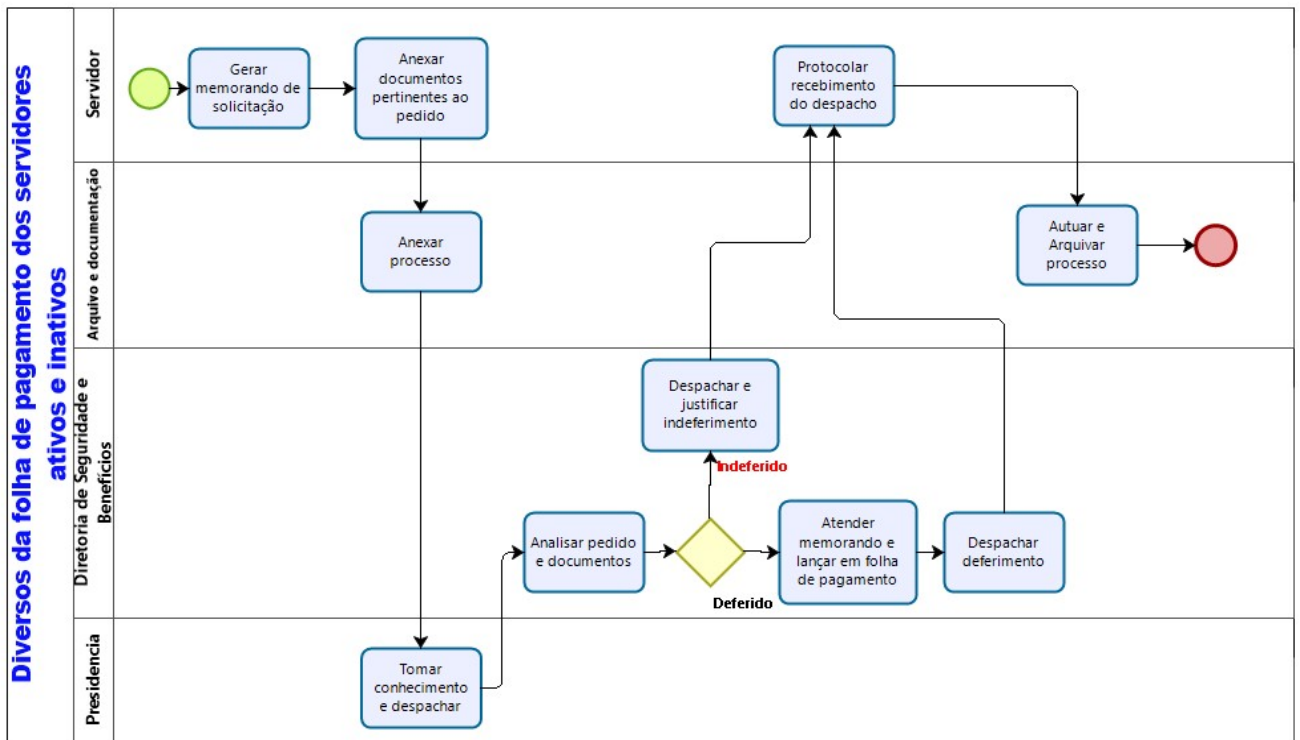 Diversos da folha de pagamento dos servidores
ativos e inativos
Servidor
Gerar
memorando de
solicitação
Anexar
documentos
pertinentes ao
pedido
Protocolar
recebimento
do despacho
Arquivo e documentação
Anexar
processo
Autuar e
Arquivar
processo
Diretoria de Seguridade e
Benefícios
Despachar e
justificar
indeferimento
Indeferido
Analisar pedido
e documentos
Deferido
Atender
memorando e
lançar em folha
de pagamento
Despachar
deferimento
Presidencia
Tomar
conhecimento
e despachar